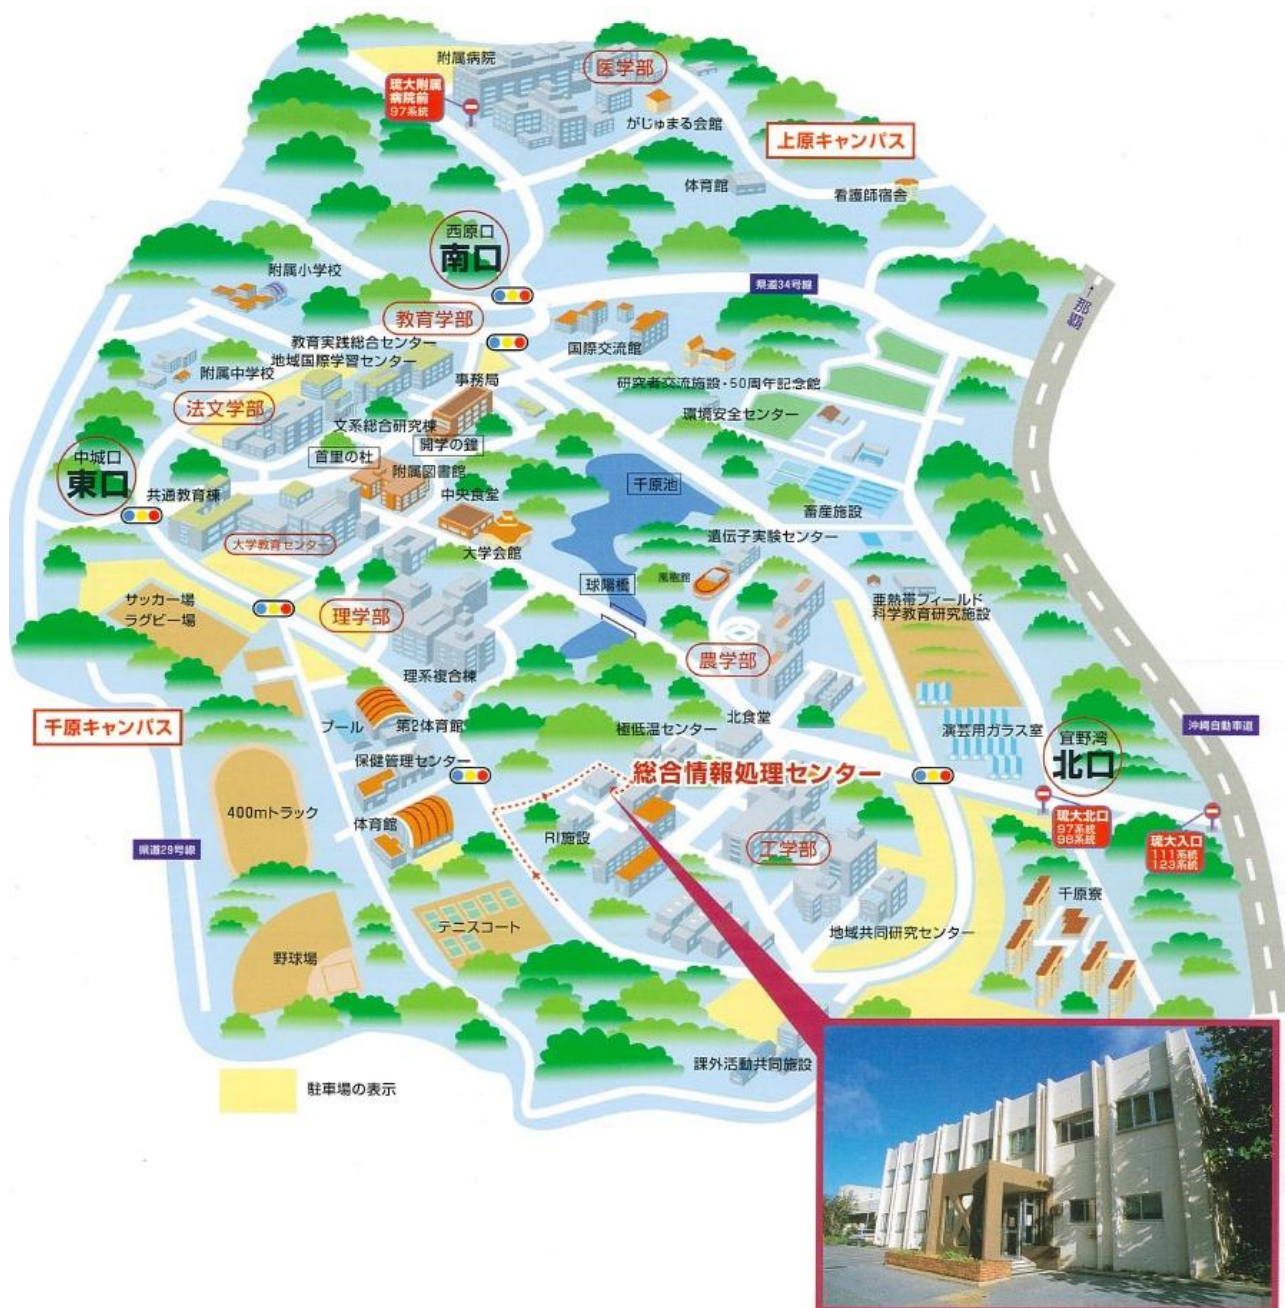 附属病院
医学部
琉大附属
病院前
97系統
がじゅまる会館
上原キャンパス
体育館
看護師宿舎
西原口
南口
附属小学校
県道34号線
↑那覇
教育学部
教育実践総合センター
地域国際学習センター
国際交流館
附属中学校
事務局
研究者交流施設・50周年記念館
法文学部
文系総合研究棟
環境安全センター
開学の鐘
首里の杜
中城口
東口
附属図書館
千原池
共通教育棟
中央食堂
畜産施設
大学教育センター
大学会館
遺伝子実験センター
風樹館
球陽橋
サッカー場
ラグビー場
理学部
亜熱帯フィールド
科学教育研究施設
農学部
理系複合棟
千原キャンパス
プール
第2体育館
極低温センター
北食堂
演芸用ガラス室
宜野湾
北口
沖縄自動車道
保健管理センター
総合情報処理センター
400mトラック
体育館
RI施設
琉大北口
97系統
98系統
琉大入口
111系統
123系統
県道29号線
工学部
千原寮
テニスコート
地域共同研究センター
野球場
課外活動共同施設
駐車場の表示